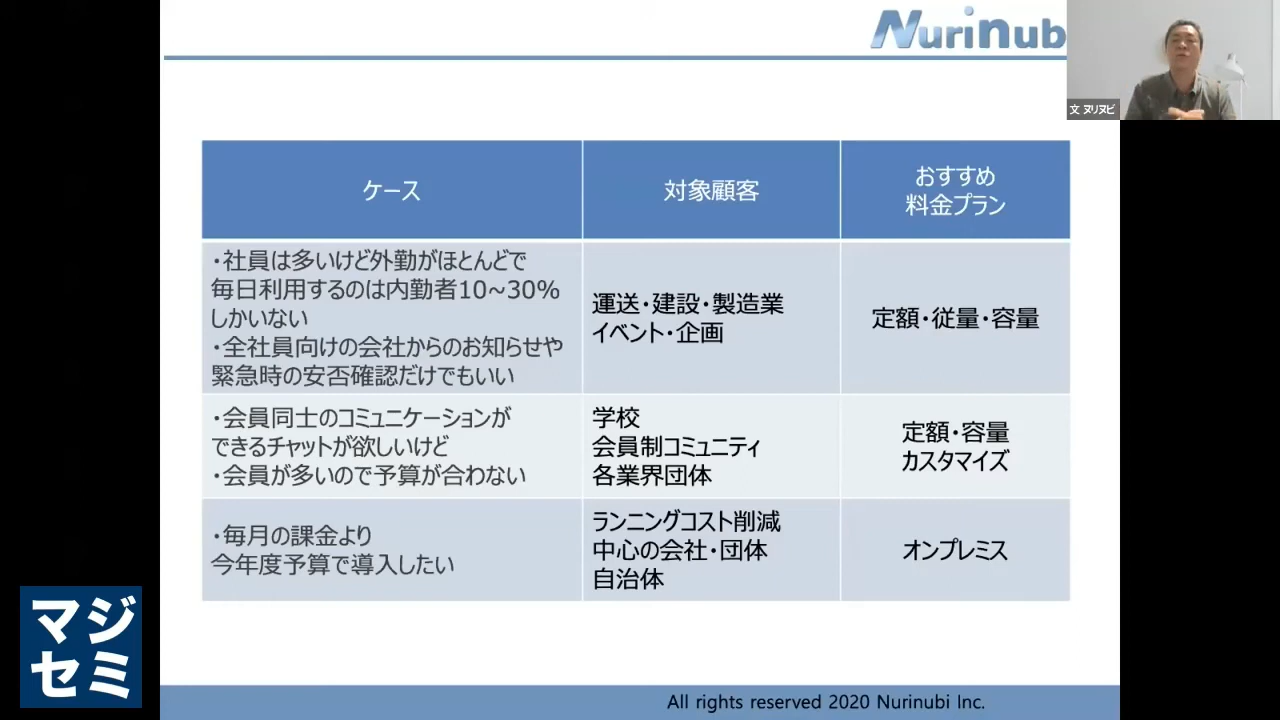 Nurinub
文 ヌリヌビ
ケース
対象顧客
おすすめ
料金プラン
・社員は多いけど外勤がほとんどで
毎日利用するのは内勤者10~30%
しかいない
・全社員向けの会社からのお知らせや
緊急時の安否確認だけでもいい
運送・建設・製造業
イベント・企画
定額・従量・容量
・会員同士のコミュニケーションが
できるチャットが欲しいけど
・会員が多いので予算が合わない
学校
会員制コミュニティ
各業界団体
定額・容量
カスタマイズ
・毎月の課金より
今年度予算で導入したい
ランニングコスト削減
中心の会社・団体
自治体
オンプレミス
マジ
セミ
All rights reserved 2020 Nurinubi Inc.